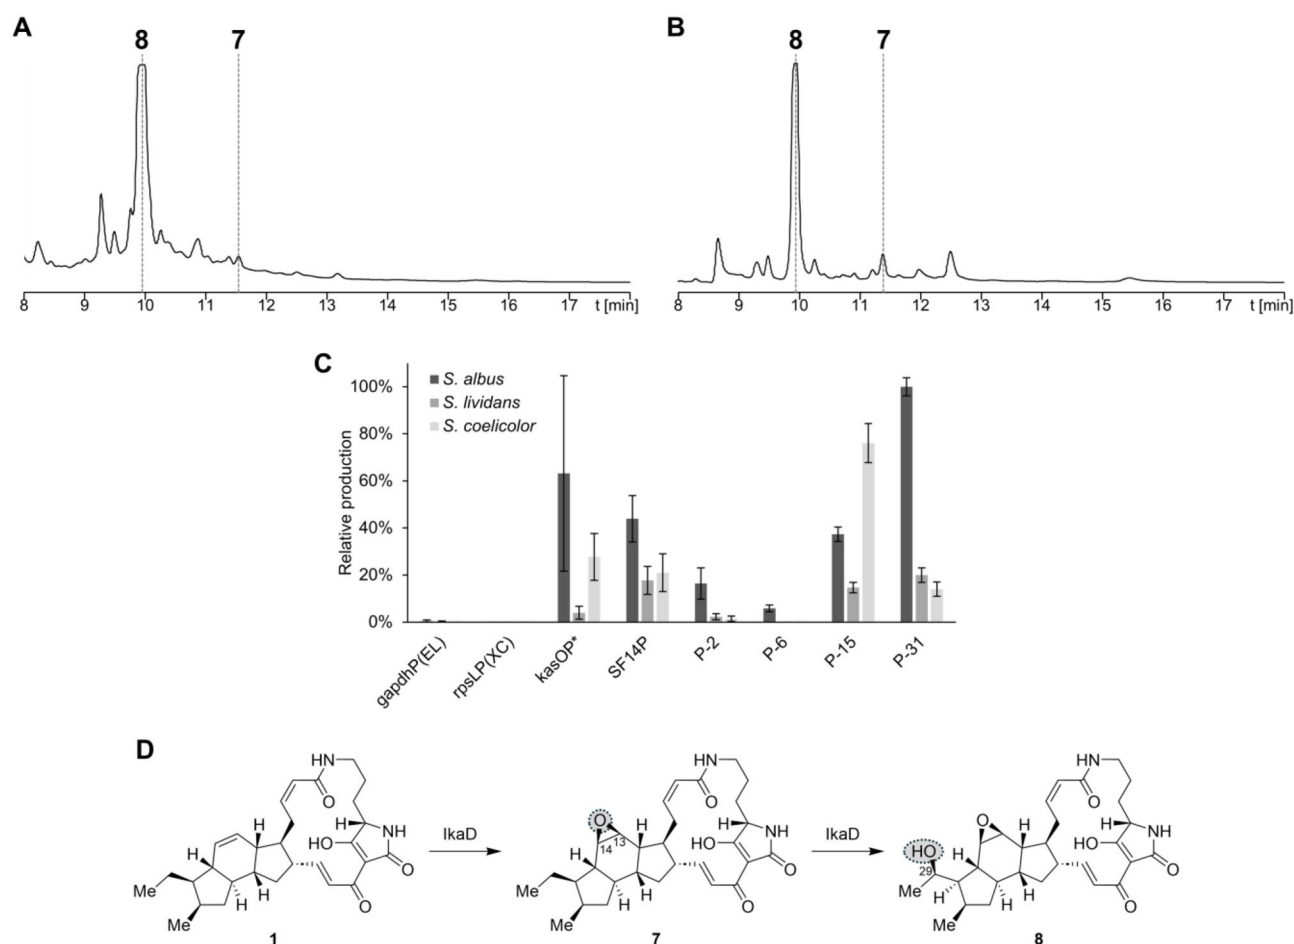 A
8 7
8 9 10 11 12 13 14 15 16 17 t [min]
B
8 7
8 9 10 11 12 13 14 15 16 17 t [min]
C
Relative production
100%
80%
60%
40%
20%
0%
S. albus
S. lividans
S. coelicolor
gapdhP(EL)
rpsLP(XC)
kasOP*
SF14P
P-2
P-6
P-15
P-31
D
HN
O
H
H
NH
HO
O
H
H
H
Me
Me
O
1
IkaD
HN
O
O
H
H
13
14
NH
HO
O
H
H
H
Me
Me
O
7
IkaD
HN
O
O
H
H
NH
HO
O
HO
29
H
H
H
H
Me
Me
O
8